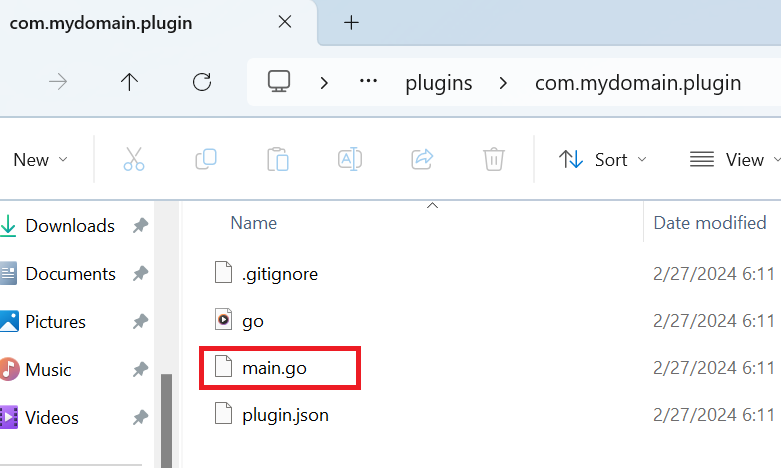 com.mydomain.plugin
plugins com.mydomain.plugin
New Sort View
Name Date modified
Downloads
Documents
Pictures
Music
Videos
.gitignore 2/27/2024 6:11
go 2/27/2024 6:11
main.go 2/27/2024 6:11
plugin.json 2/27/2024 6:11